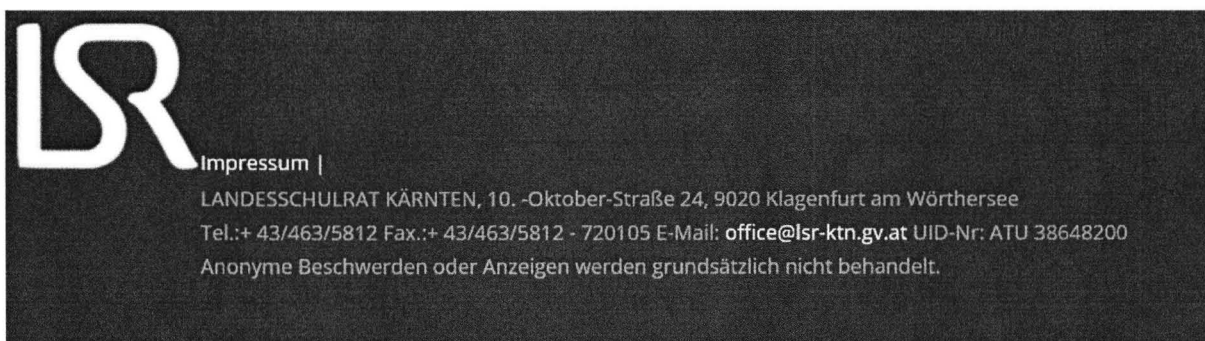 LSR
Impressum |
LANDESSCHULRAT KÄRNTEN, 10. -Oktober-Straße 24, 9020 Klagenfurt am Wörthersee
Tel.:+ 43/463/5812 Fax.:+ 43/463/5812 - 720105 E-Mail: office@lsr-ktn.gv.at UID-Nr: ATU 38648200
Anonyme Beschwerden oder Anzeigen werden grundsätzlich nicht behandelt.